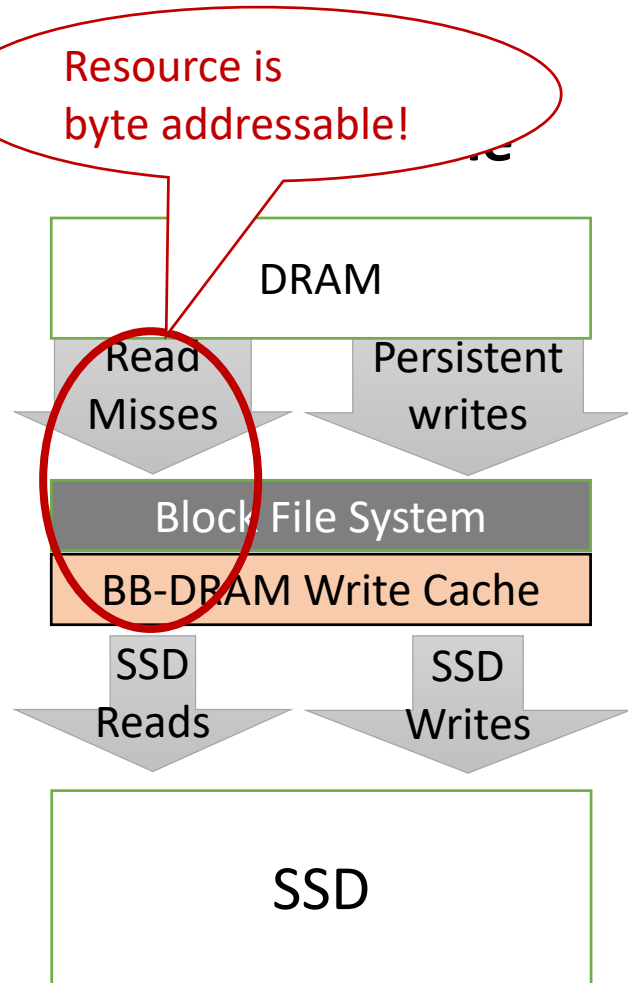 Resource is
byte addressable!
DRAM
Read
Misses
Persistent
writes
Block File System
BB-DRAM Write Cache
SSD
Reads
SSD
Writes
SSD